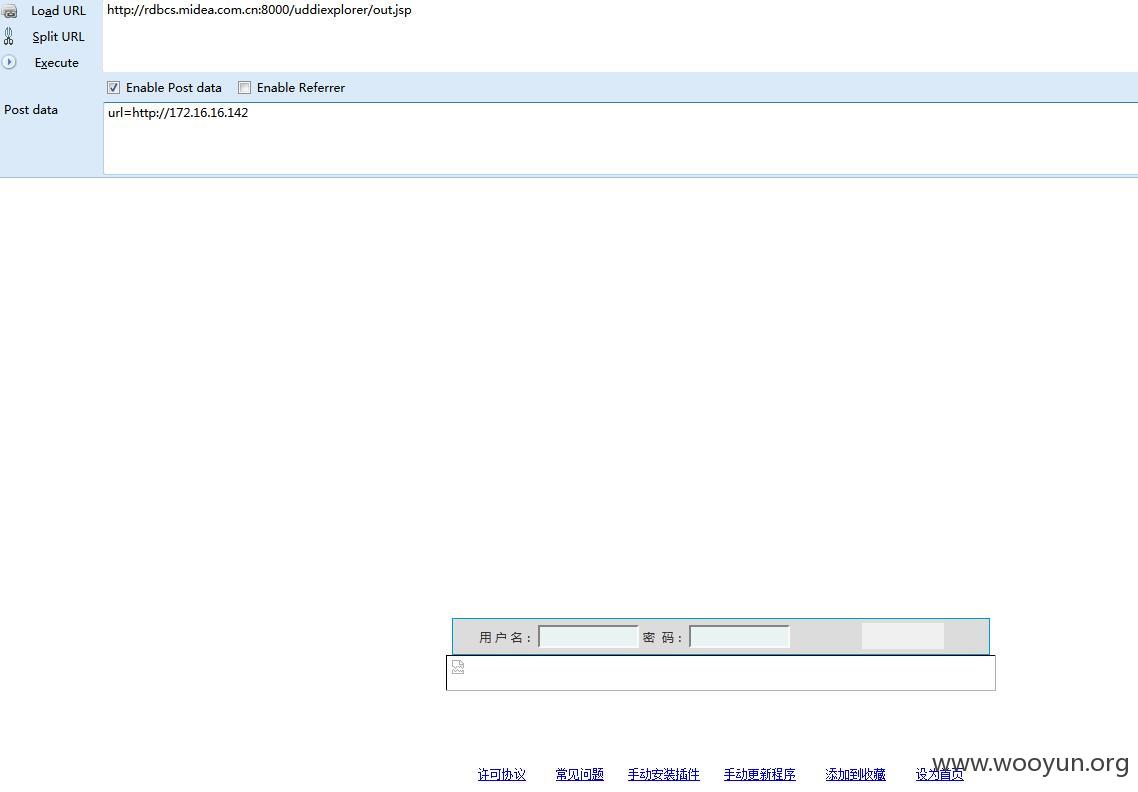 Load URL
http://rdbcs.midea.com.cn:8000/uddiexplorer/out.jsp
Split URL
Execute
Enable Post data Enable Referrer
Post data
url=http://172.16.16.142
用 户 名 : 密 码 :
许可协议 常见问题 手动安装插件 手动更新程序 添加到收藏 设为首页
www.wooyun.org